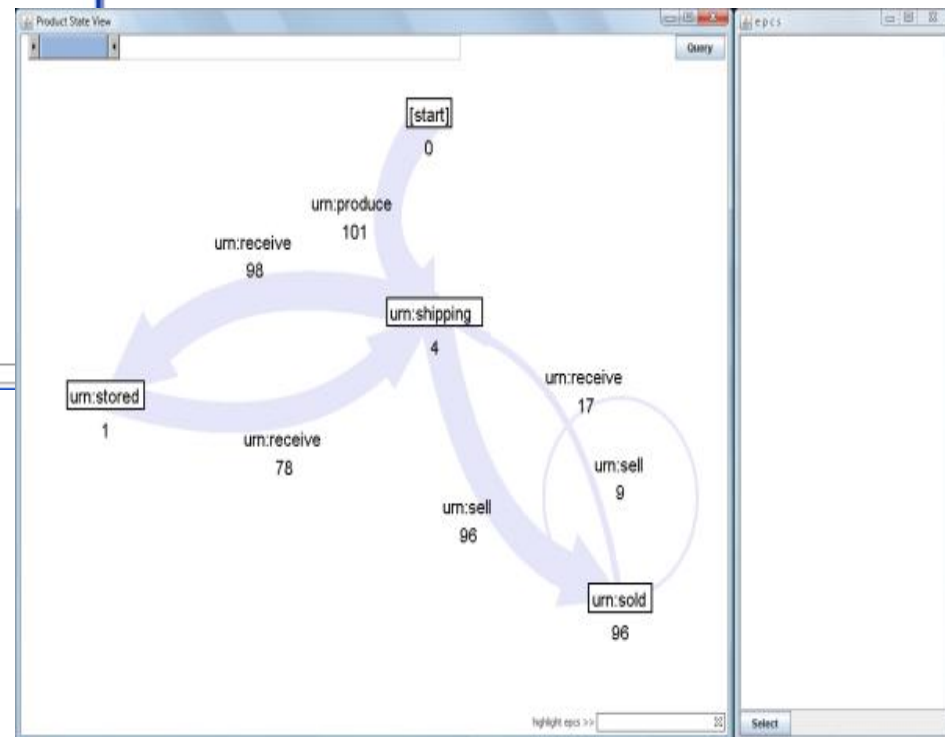 Product State View
epcs
Query
[start]
0
urn:produce
101
urn:receive
98
urn:shipping
4
urn:receive
17
urn:stored
1
urn:receive
78
urn:sell
9
urn:sell
96
urn:sold
96
highlight epcs >>
Select